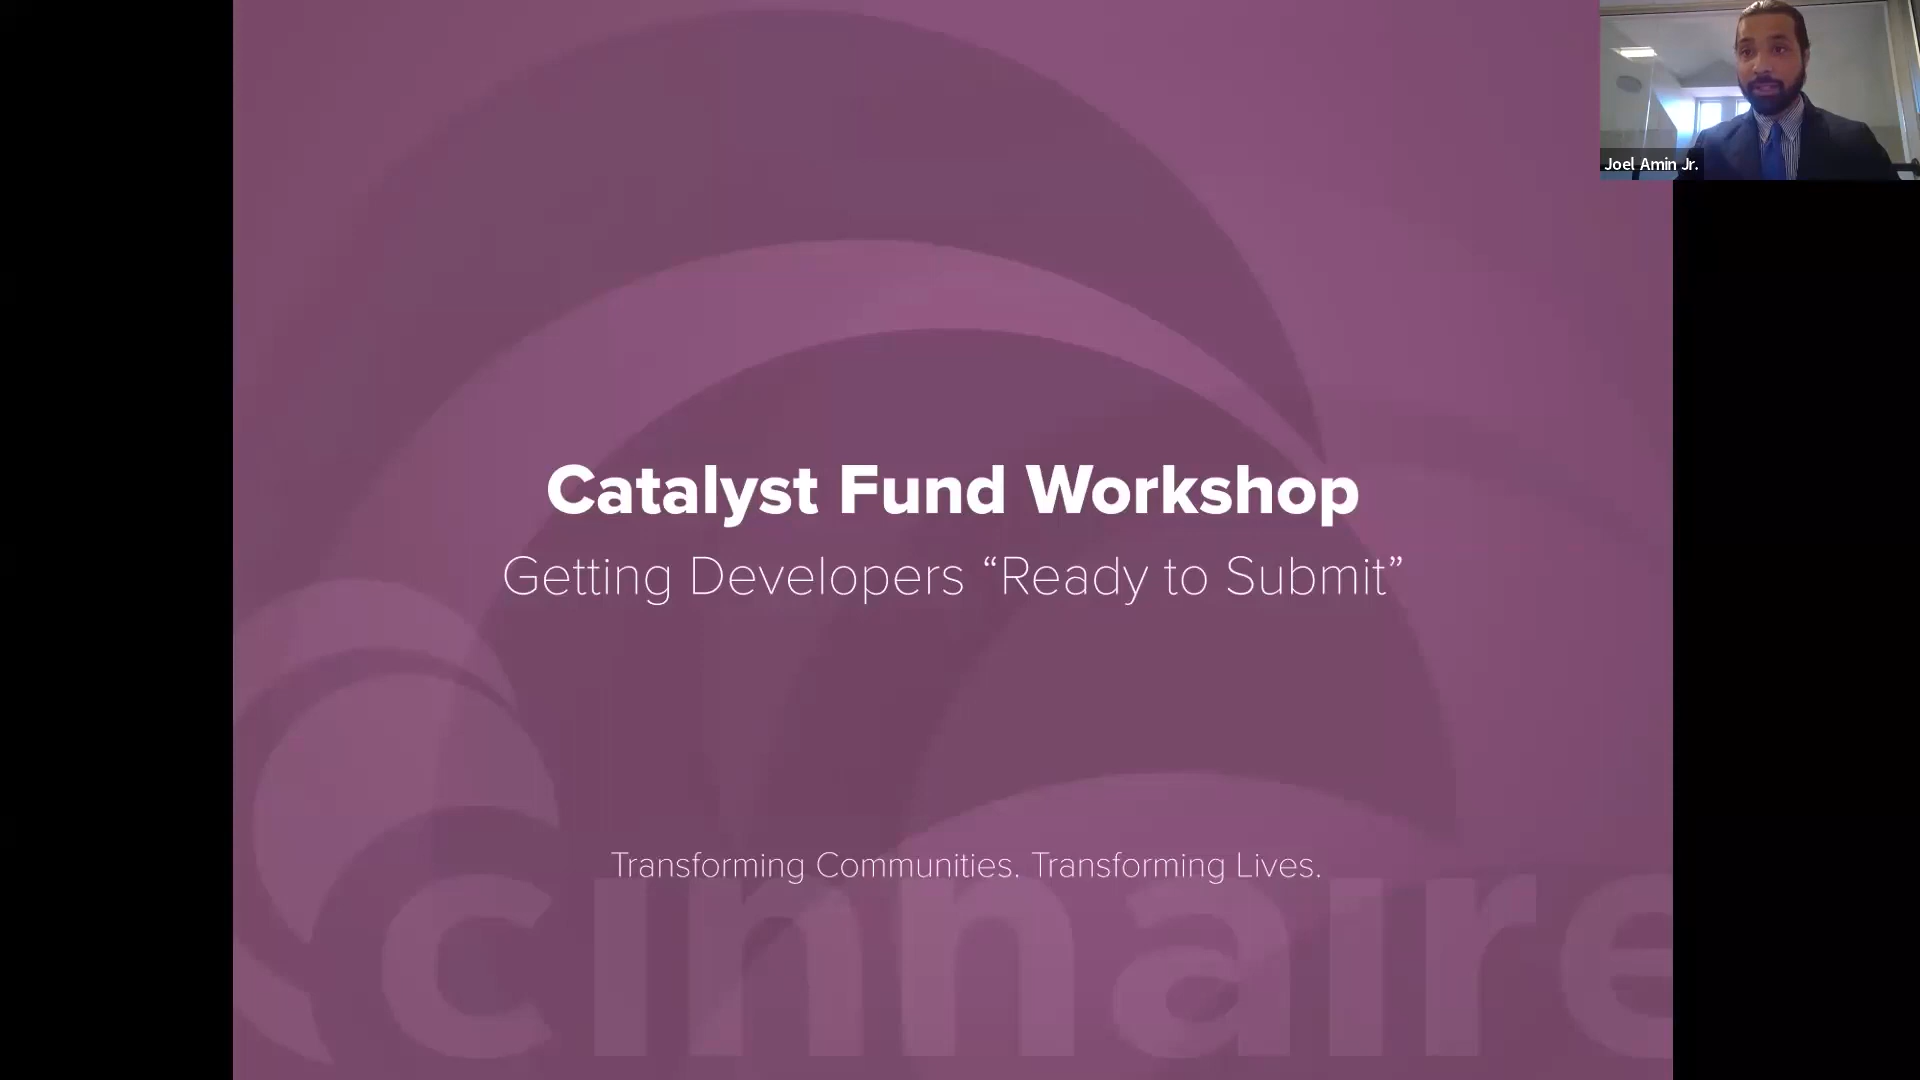 Joel Amin Jr.
Catalyst Fund Workshop
Getting Developers “Ready to Submit”
Transforming Communities. Transforming Lives.
cinnaire